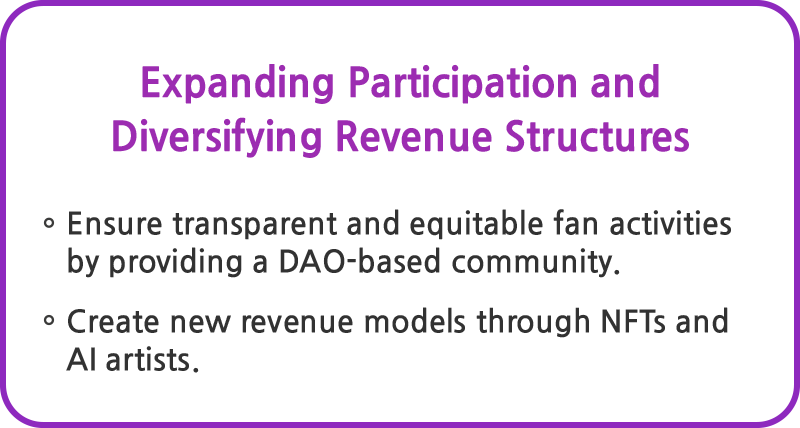 Expanding Participation and
Diversifying Revenue Structures
◦ Ensure transparent and equitable fan activities
by providing a DAO-based community.
◦ Create new revenue models through NFTs and
AI artists.